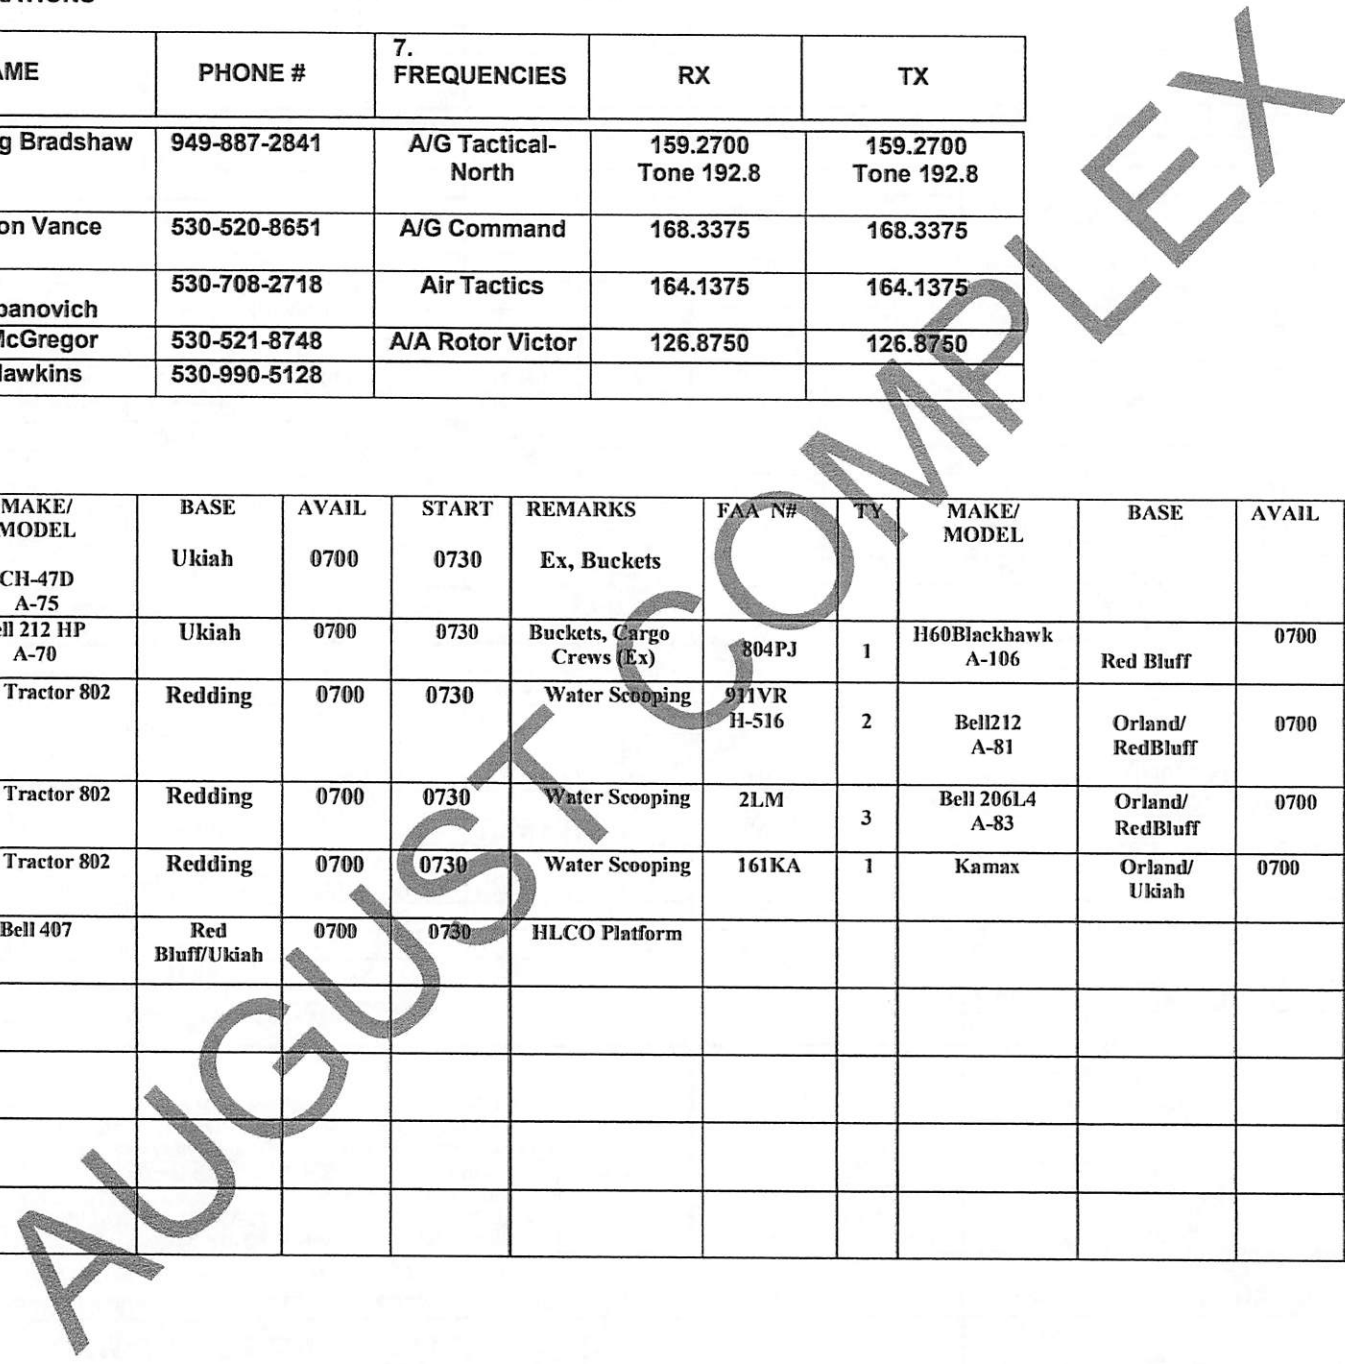 AME PHONE # 7. FREQUENCIES RX TX
g Bradshaw 949-887-2841 A/G Tactical- 159.2700 159.2700
North Tone 192.8 Tone 192.8
on Vance 530-520-8651 A/G Command 168.3375 168.3375
530-708-2718 Air Tactics 164.1375 164.1375
panovich
McGregor 530-521-8748 A/A Rotor Victor 126.8750 126.8750
ławkins 530-990-5128
MAKE/ BASE AVAIL START REMARKS FAA N# TY MAKE/ BASE AVAIL
MODEL MODEL
Ukiah 0700 0730 Ex, Buckets
CH-47D
A-75
ell 212 HP Ukiah 0700 0730 Buckets, Cargo 804PJ 1 H60Blackhawk Red Bluff 0700
A-70 Crews (Ex) A-106
Tractor 802 Redding 0700 0730 Water Scooping 911VR
H-516 2 Bell212 Orland/ 0700
A-81 RedBluff
Tractor 802 Redding 0700 0730 Water Scooping 2LM 3 Bell 206L4 Orland/ 0700
A-83 RedBluff
Tractor 802 Redding 0700 0730 Water Scooping 161KA 1 Kamax Orland/ 0700
Ukiah
Bell 407 Red 0700 0730 HLCO Platform
Bluff/Ukiah
AUGUST COMPLEX